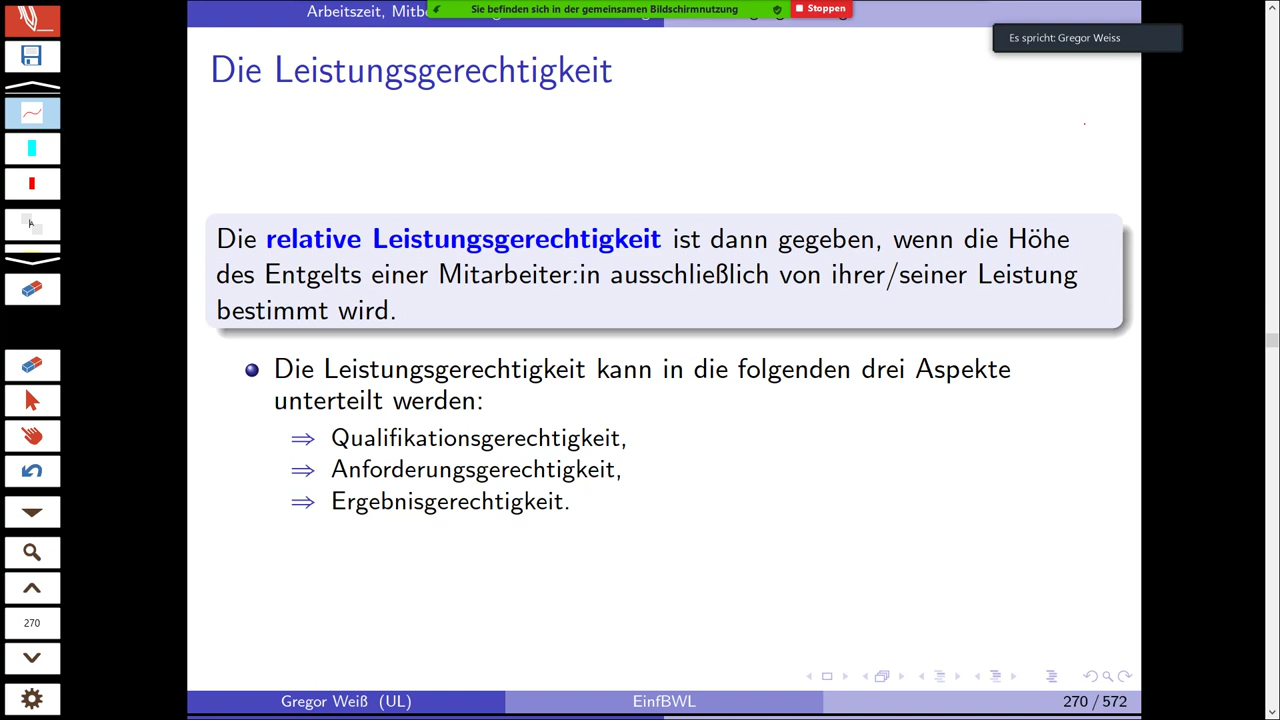 Arbeitszeit, Mitbe
Sie befinden sich in der gemeinsamen Bildschirmnutzung
Stoppen
Es spricht: Gregor Weiss
Die Leistungsgerechtigkeit
Die relative Leistungsgerechtigkeit ist dann gegeben, wenn die Höhe
des Entgelts einer Mitarbeiter:in ausschließlich von ihrer/seiner Leistung
bestimmt wird.
Die Leistungsgerechtigkeit kann in die folgenden drei Aspekte
unterteilt werden:
⇒ Qualifikationsgerechtigkeit,
⇒ Anforderungsgerechtigkeit,
⇒ Ergebnisgerechtigkeit.
270
Gregor Weiß (UL)
EinfBWL
270 / 572